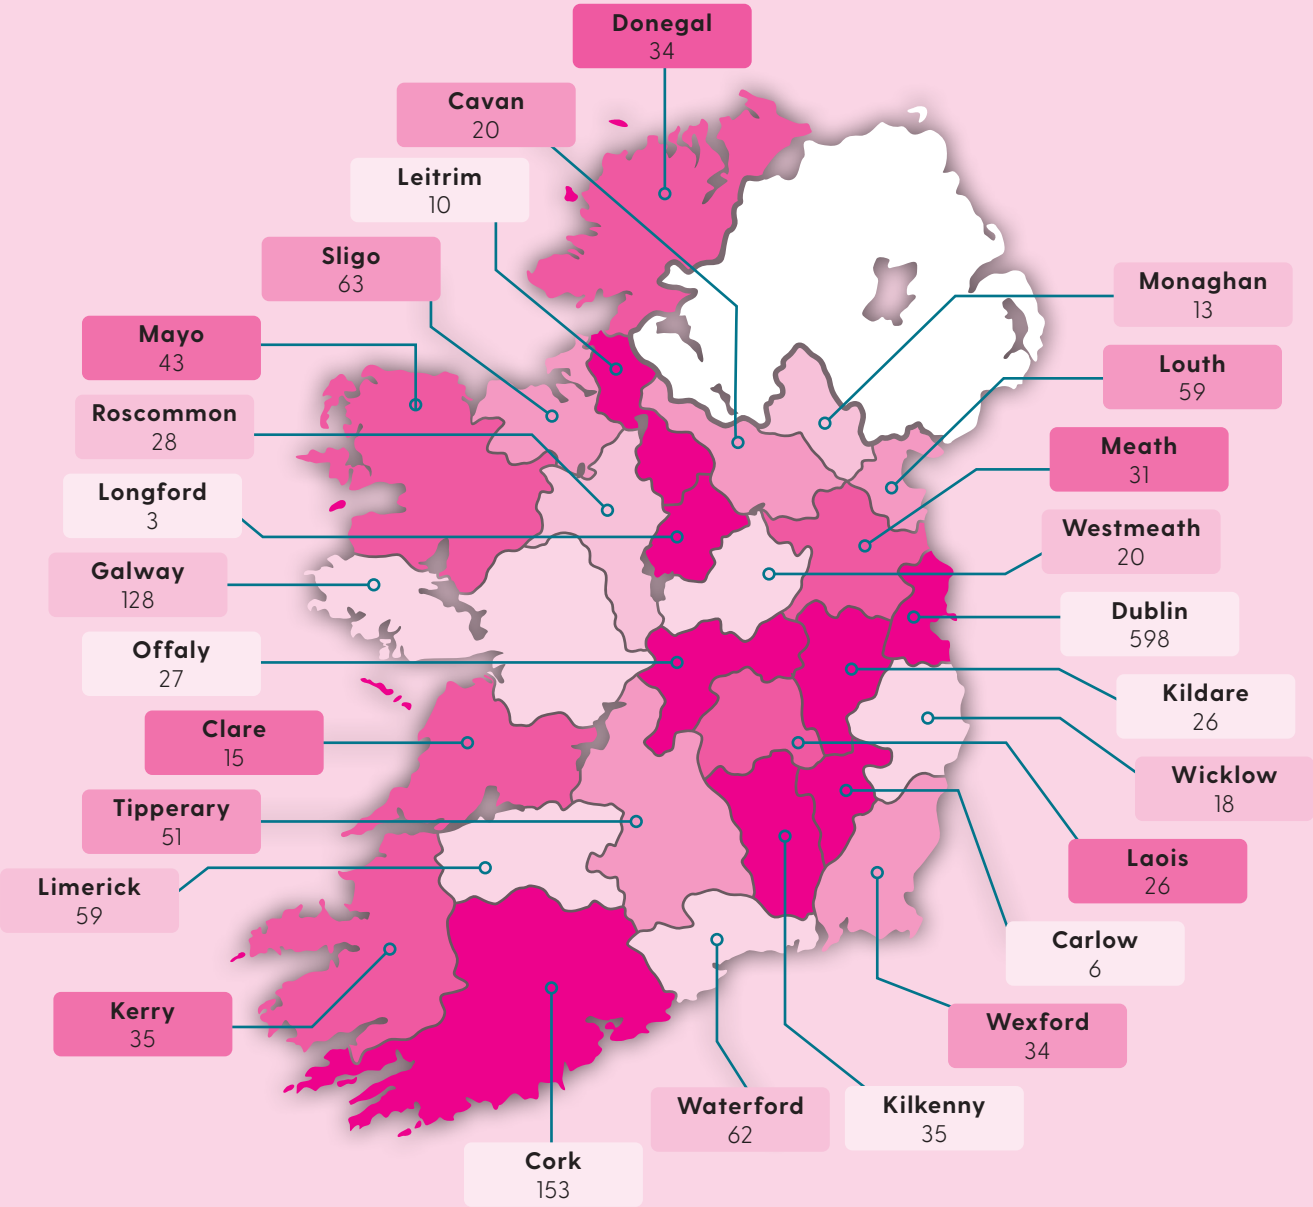 Donegal
34
Cavan
20
Leitrim
10
Sligo
63
Monaghan
13
Mayo
43
Louth
59
Roscommon
28
Meath
31
Longford
3
Westmeath
20
Galway
128
Dublin
598
Offaly
27
Kildare
26
Clare
15
Wicklow
18
Tipperary
51
Laois
26
Limerick
59
Carlow
6
Kerry
35
Wexford
34
Waterford
62
Kilkenny
35
Cork
153